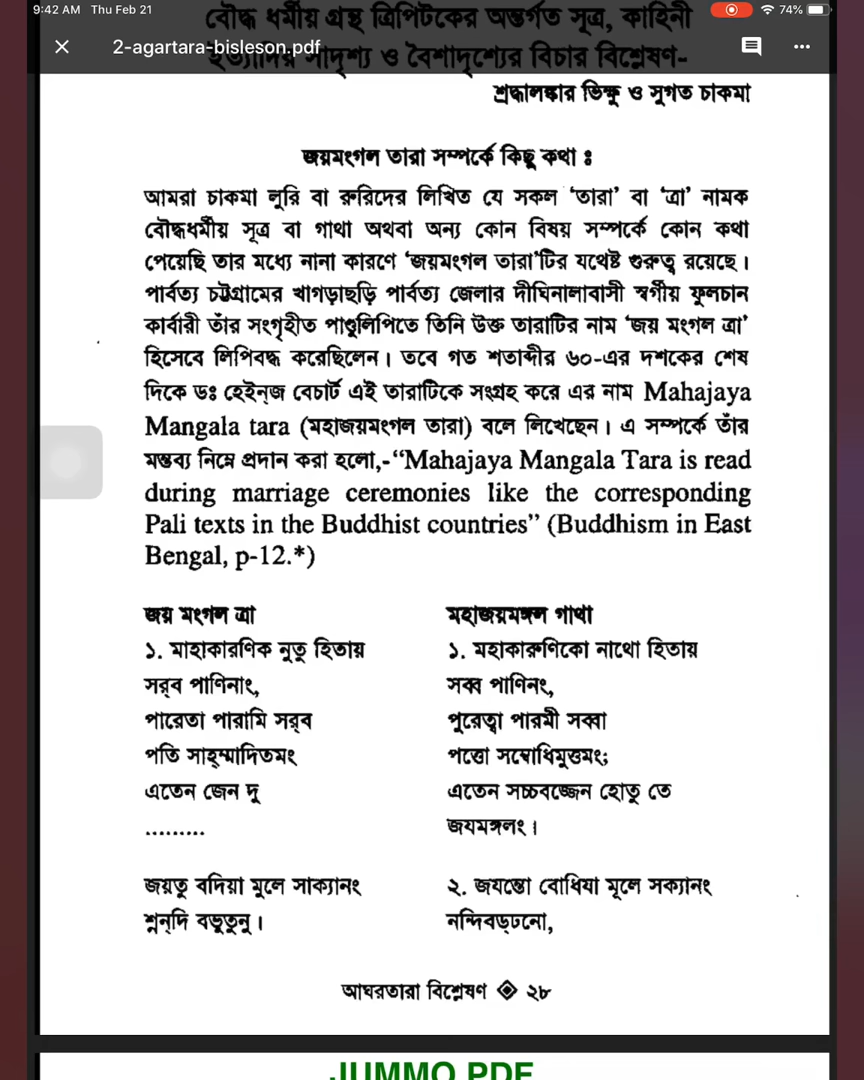 9:42 AM Thu Feb 21
74%
বৌদ্ধ ধর্মীয় গ্রন্থ ত্রিপিটকের অন্তর্গত সূত্র, কাহিনী
2-agartara-bisleson.pdf
ইত্যাদির সাদৃশ্য ও বৈশাদৃশ্যের বিচার বিশ্লেষণ-
শ্রদ্ধালঙ্কার ভিক্ষু ও সুগত চাকমা
জয়মংগল তারা সম্পর্কে কিছু কথা ঃ
আমরা চাকমা লুরি বা রুরিদের লিখিত যে সকল ‘তারা’ বা ‘ত্রা’ নামক
বৌদ্ধধর্মীয় সূত্র বা গাথা অথবা অন্য কোন বিষয় সম্পর্কে কোন কথা
পেয়েছি তার মধ্যে নানা কারণে ‘জয়মংগল তারা’টির যথেষ্ট গুরুত্ব রয়েছে।
পার্বত্য চট্টগ্রামের খাগড়াছড়ি পার্বত্য জেলার দীঘিনালাবাসী স্বর্গীয় ফুলচান
কার্বারী তাঁর সংগৃহীত পাণ্ডুলিপিতে তিনি উক্ত তারাটির নাম ‘জয় মংগল ত্রা’
হিসেবে লিপিবদ্ধ করেছিলেন। তবে গত শতাব্দীর ৬০-এর দশকের শেষ
দিকে ডঃ হেইন্‌জ বেচার্ট এই তারাটিকে সংগ্রহ করে এর নাম Mahajaya
Mangala tara (মহাজয়মংগল তারা) বলে লিখেছেন। এ সম্পর্কে তাঁর
মন্তব্য নিম্নে প্রদান করা হলো,-“Mahajaya Mangala Tara is read
during marriage ceremonies like the corresponding
Pali texts in the Buddhist countries” (Buddhism in East
Bengal, p-12.*)
জয় মংগল ত্রা
১. মাহাকারণিক নুতু হিতায়
সর্‌ব পাণিনাং,
পারেতা পারামি সর্‌ব
পতি সাহ্‌ম্মাদিতমং
এতেন জেন দু
.........
জয়তু বদিয়া মুলে সাক্যানং
শ্নন্‌দি বভুতুনু।
মহাজয়মঙ্গল গাথা
১. মহাকারুণিকো নাথো হিতায়
সব্ব পাণিনং,
পুরেত্বা পারমী সব্বা
পত্তো সম্বোধিমুত্তমং;
এতেন সচ্চবজ্জেন হোতু তে
জযমঙ্গলং।
২. জযন্তো বোধিযা মূলে সক্যানং
নন্দিবড্‌ঢনো,
আঘরতারা বিশ্লেষণ ২৮
JUMMO PDF